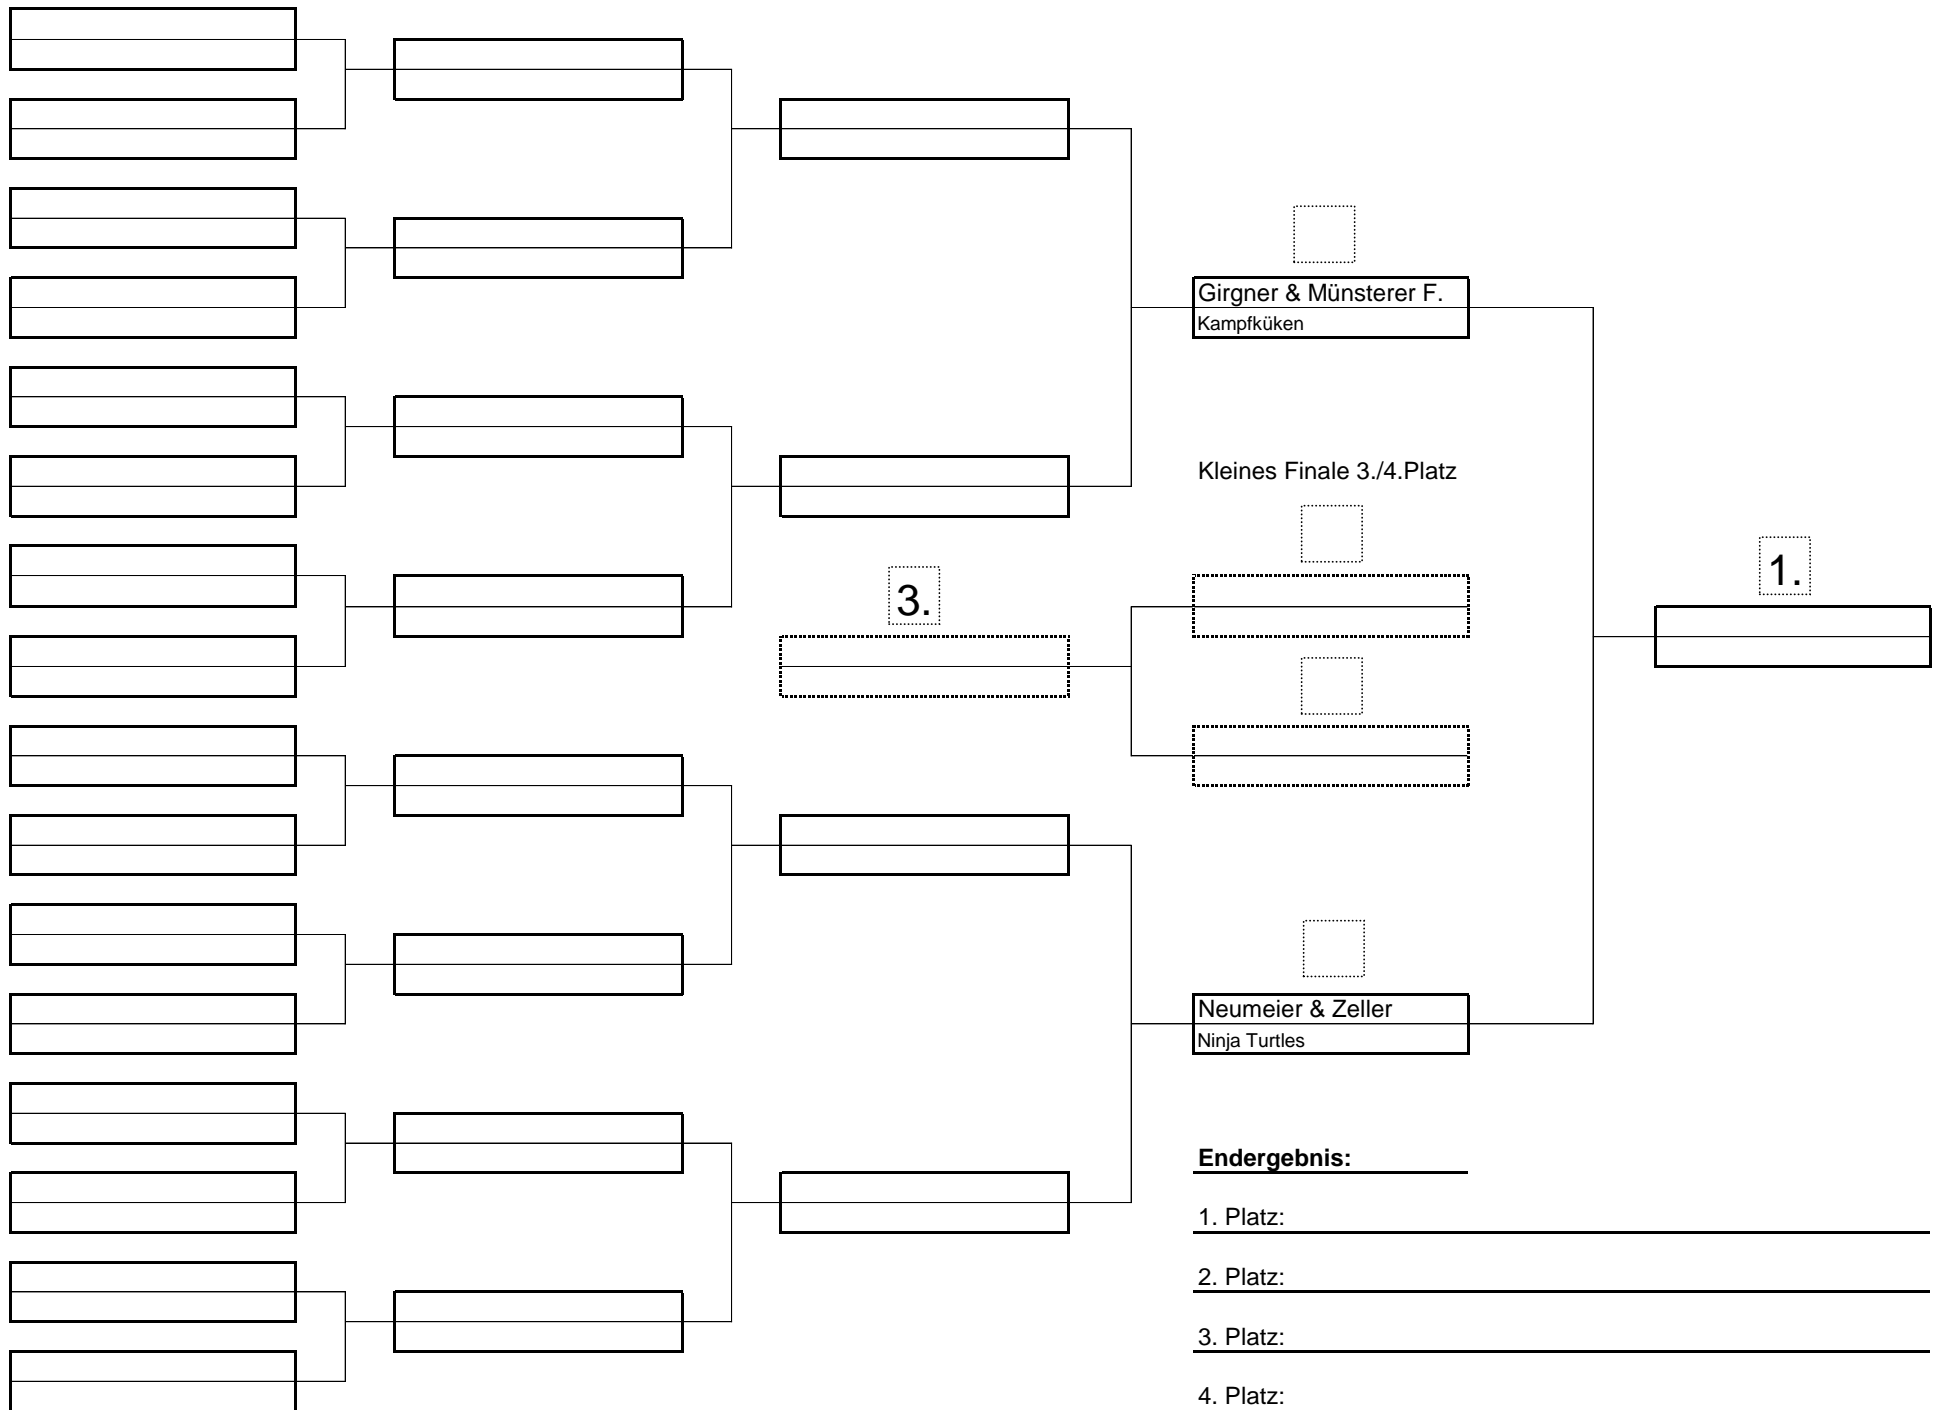 Girgner & Münsterer F.
Kampfküken
Kleines Finale 3./4.Platz
1.
3.
Neumeier & Zeller
Ninja Turtles
Endergebnis:
1. Platz:
2. Platz:
3. Platz:
4. Platz: